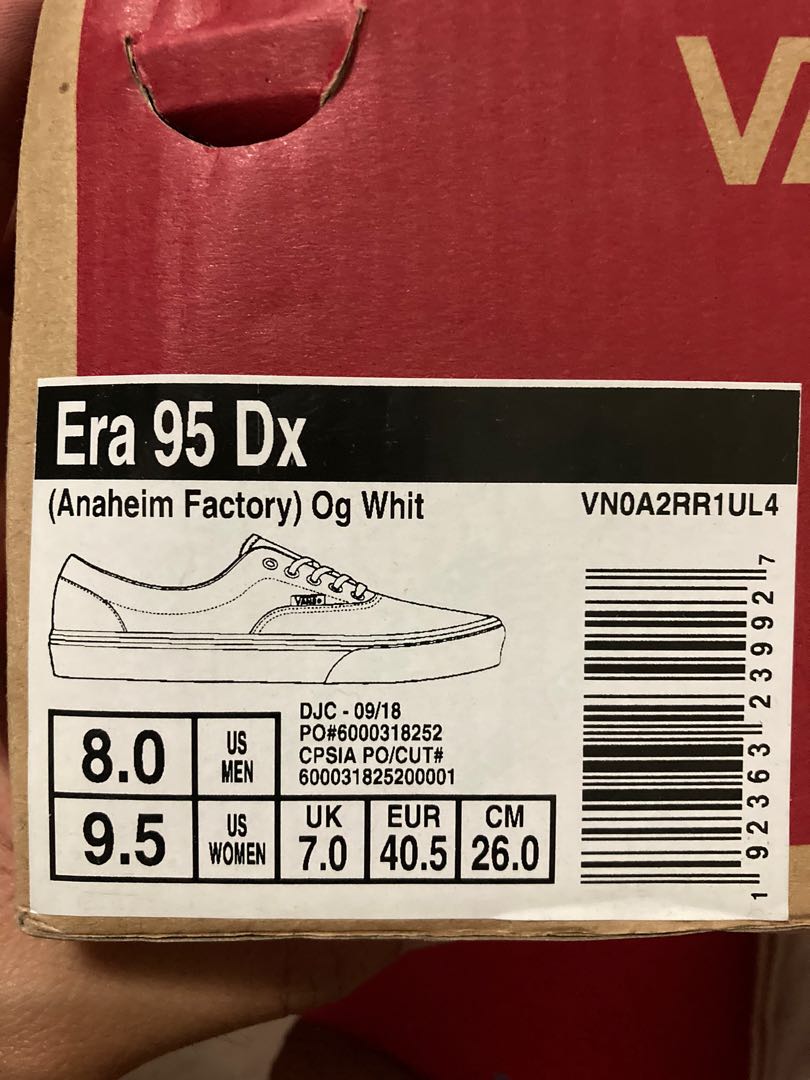 Era 95 Dx
(Anaheim Factory) Og Whit
VN0A2RR1UL4
VANS
DJC - 09/18
PO#6000318252
CPSIA PO/CUT#
600031825200001
8.0 US MEN
9.5 US WOMEN
UK 7.0
EUR 40.5
CM 26.0
1 92363 23992 7